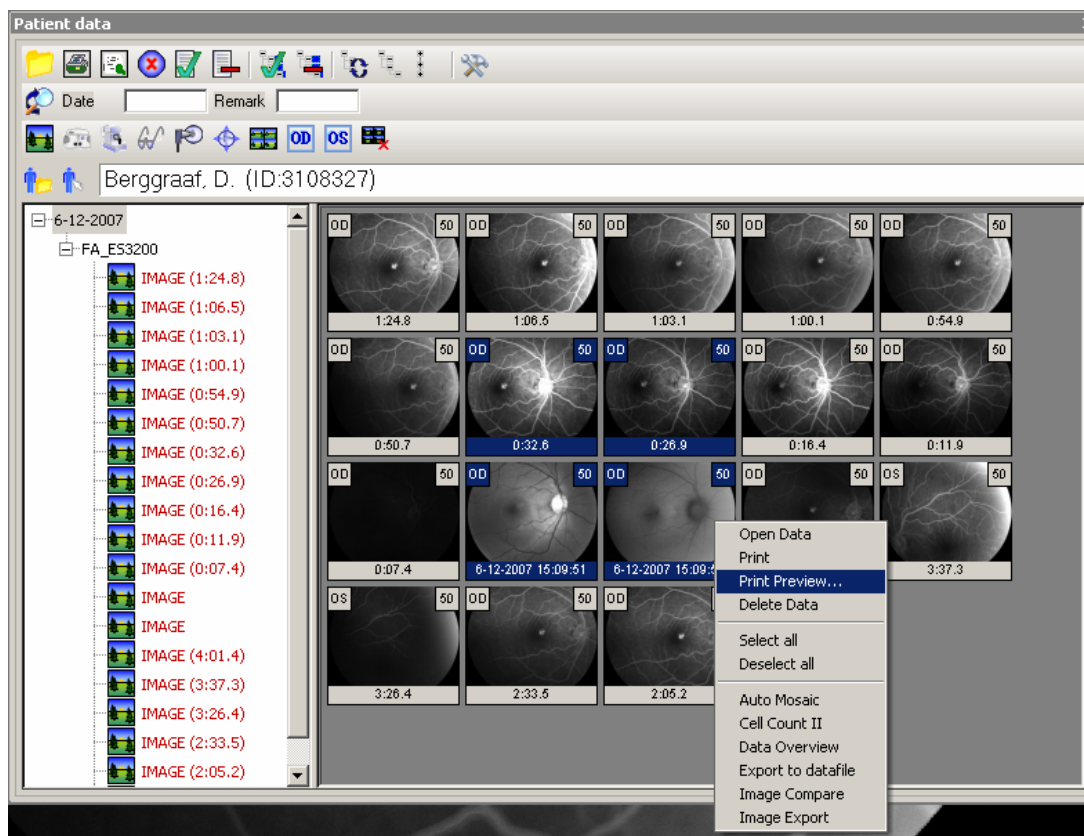 Patient data
Date Remark
OD OS
Berggraaf, D. (ID:3108327)
6-12-2007
FA_ES3200
IMAGE (1:24.8)
IMAGE (1:06.5)
IMAGE (1:03.1)
IMAGE (1:00.1)
IMAGE (0:54.9)
IMAGE (0:50.7)
IMAGE (0:32.6)
IMAGE (0:26.9)
IMAGE (0:16.4)
IMAGE (0:11.9)
IMAGE (0:07.4)
IMAGE
IMAGE
IMAGE (4:01.4)
IMAGE (3:37.3)
IMAGE (3:26.4)
IMAGE (2:33.5)
IMAGE (2:05.2)
OD 50 OD 50 OD 50 OD 50 OD 50
1:24.8 1:06.5 1:03.1 1:00.1 0:54.9
OD 50 OD 50 OD 50 OD 50 OD 50
0:50.7 0:32.6 0:26.9 0:16.4 0:11.9
OD 50 OD 50 OD 50 OD 50 OS 50
0:07.4 6-12-2007 15:09:51 6-12-2007 3:37.3
OS 50 OD 50 OD
3:26.4 2:33.5 2:05.2
Open Data
Print
Print Preview...
Delete Data
Select all
Deselect all
Auto Mosaic
Cell Count II
Data Overview
Export to datafile
Image Compare
Image Export